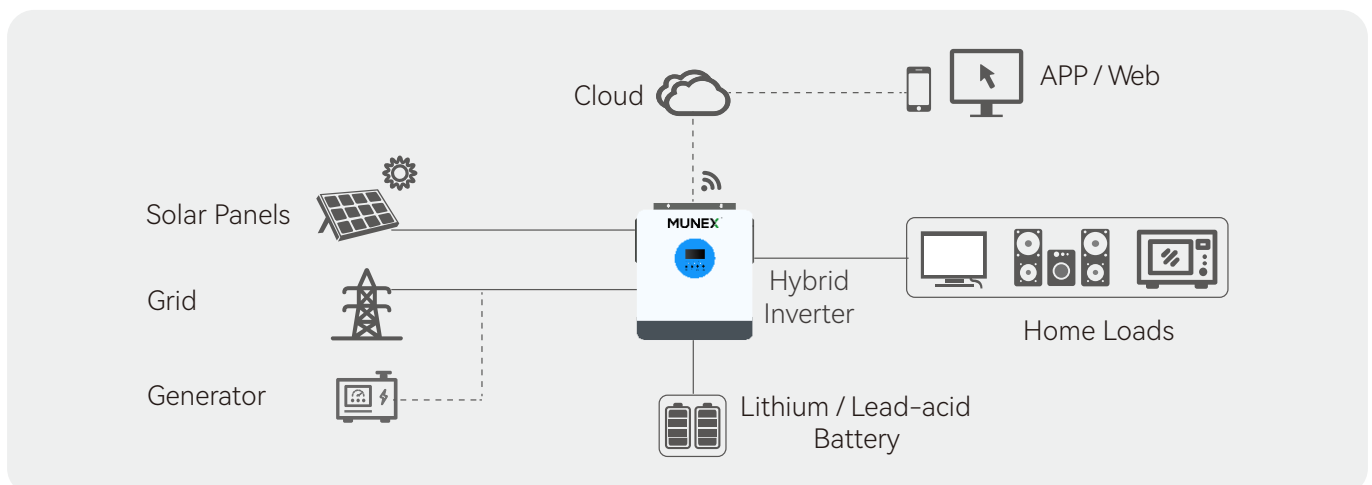 Cloud
APP / Web
Solar Panels
MUNEX
Grid
Hybrid
Inverter
Home Loads
Generator
Lithium / Lead-acid
Battery